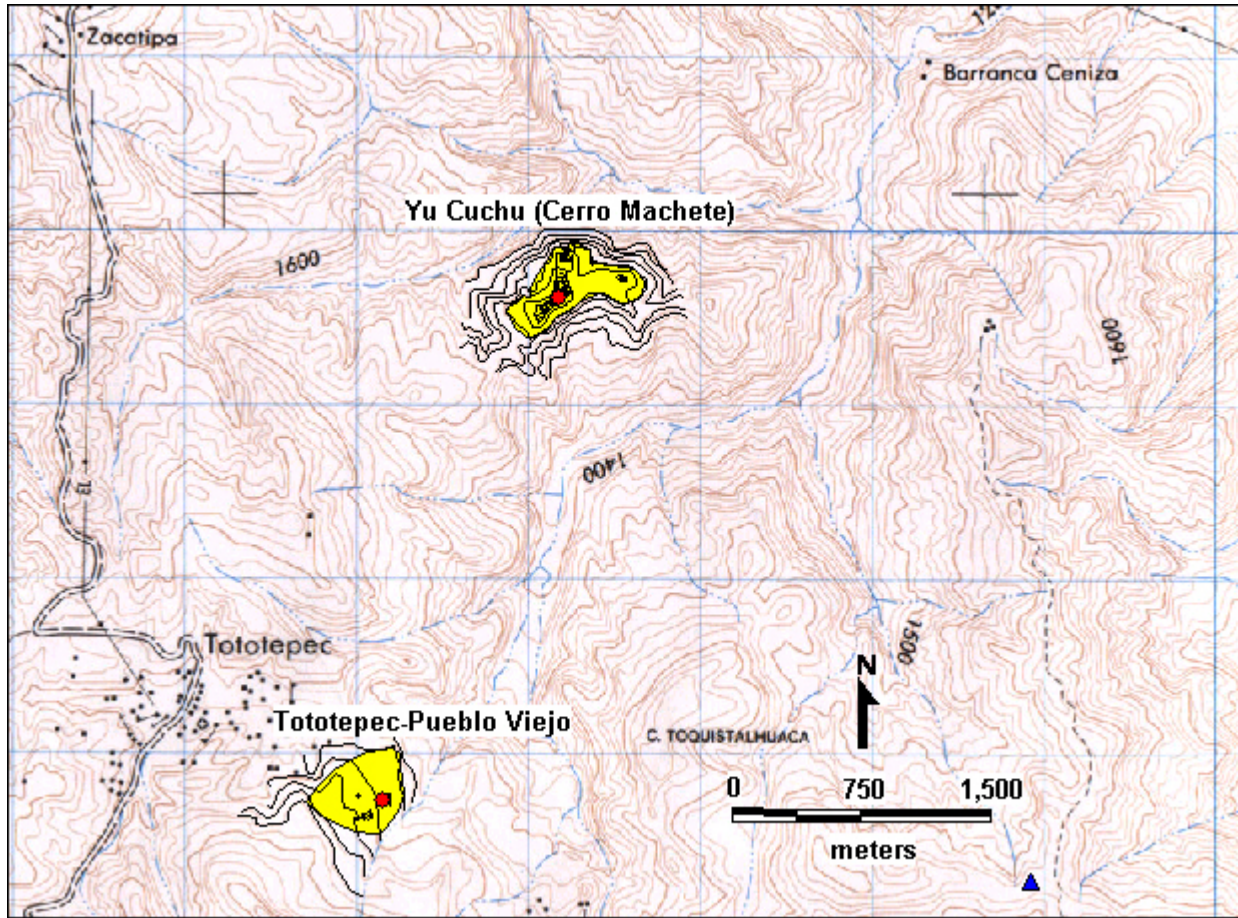 Zacatipa
Barranca Ceniza
Yu Cuchu (Cerro Machete)
1600
1600
1400
EL
Tototepec
1500
N
Tototepec-Pueblo Viejo
C. TOQUISTALHUACA
0 750 1,500
meters